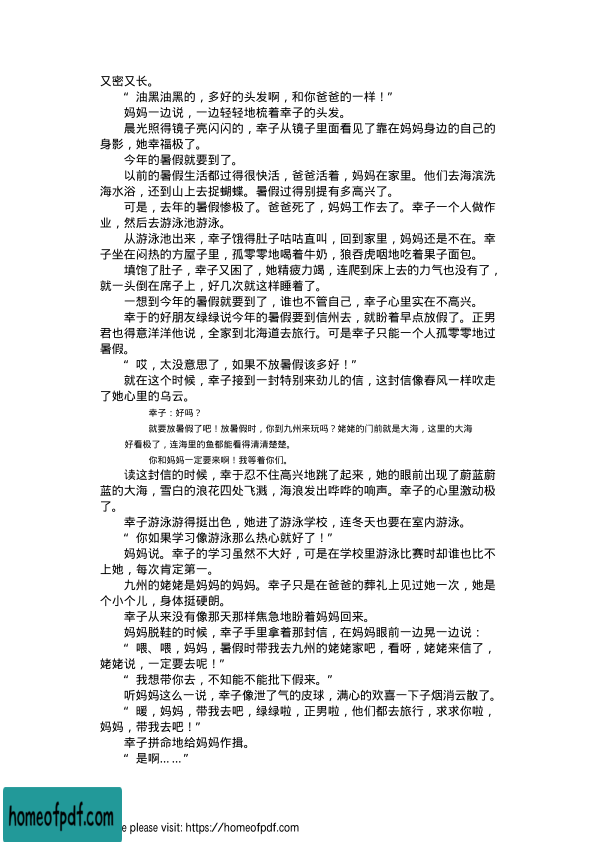 又密又长。
“ 油黑油黑的，多好的头发啊，和你爸爸的一样！”
妈妈一边说，一边轻轻地梳着幸子的头发。
晨光照得镜子亮闪闪的，幸子从镜子里面看见了靠在妈妈身边的自己的
身影，她幸福极了。
今年的暑假就要到了。
以前的暑假生活都过得很快活，爸爸活着，妈妈在家里。他们去海滨洗
海水浴，还到山上去捉蝴蝶。暑假过得别提有多高兴了。
可是，去年的暑假惨极了。爸爸死了，妈妈工作去了。幸子一个人做作
业，然后去游泳池游泳。
从游泳池出来，幸子饿得肚子咕咕直叫，回到家里，妈妈还是不在。幸
子坐在闷热的方屋子里，孤零零地喝着牛奶，狼吞虎咽地吃着果子面包。
填饱了肚子，幸子又困了，她精疲力竭，连爬到床上去的力气也没有了，
就一头倒在席子上，好几次就这样睡着了。
一想到今年的暑假就要到了，谁也不管自己，幸子心里实在不高兴。
幸于的好朋友绿绿说今年的暑假要到信州去，就盼着早点放假了。正男
君也得意洋洋他说，全家到北海道去旅行。可是幸子只能一个人孤零零地过
暑假。
“ 哎，太没意思了，如果不放暑假该多好！”
就在这个时候，幸子接到一封特别来劲儿的信，这封信像春风一样吹走
了她心里的乌云。
幸子：好吗？
就要放暑假了吧！放暑假时，你到九州来玩吗？姥姥的门前就是大海，这里的大海
好看极了，连海里的鱼都能看得清清楚楚。
你和妈妈一定要来啊！我等着你们。
读这封信的时候，幸于忍不住高兴地跳了起来，她的眼前出现了蔚蓝蔚
蓝的大海，雪白的浪花四处飞溅，海浪发出哗哗的响声。幸子的心里激动极
了。
幸子游泳游得挺出色，她进了游泳学校，连冬天也要在室内游泳。
“ 你如果学习像游泳那么热心就好了！”
妈妈说。幸子的学习虽然不大好，可是在学校里游泳比赛时却谁也比不
上她，每次肯定第一。
九州的姥姥是妈妈的妈妈。幸子只是在爸爸的葬礼上见过她一次，她是
个小个儿，身体挺硬朗。
幸子从来没有像那天那样焦急地盼着妈妈回来。
妈妈脱鞋的时候，幸子手里拿着那封信，在妈妈眼前一边晃一边说：
“ 喂、喂，妈妈，暑假时带我去九州的姥姥家吧，看呀，姥姥来信了，
姥姥说，一定要去呢！”
“ 我想带你去，不知能不能批下假来。”
听妈妈这么一说，幸子像泄了气的皮球，满心的欢喜一下子烟消云散了。
“ 暖，妈妈，带我去吧，绿绿啦，正男啦，他们都去旅行，求求你啦，
妈妈，带我去吧！”
幸子拼命地给妈妈作揖。
“ 是啊……”
homeofpdf.com
e please visit: https://homeofpdf.com